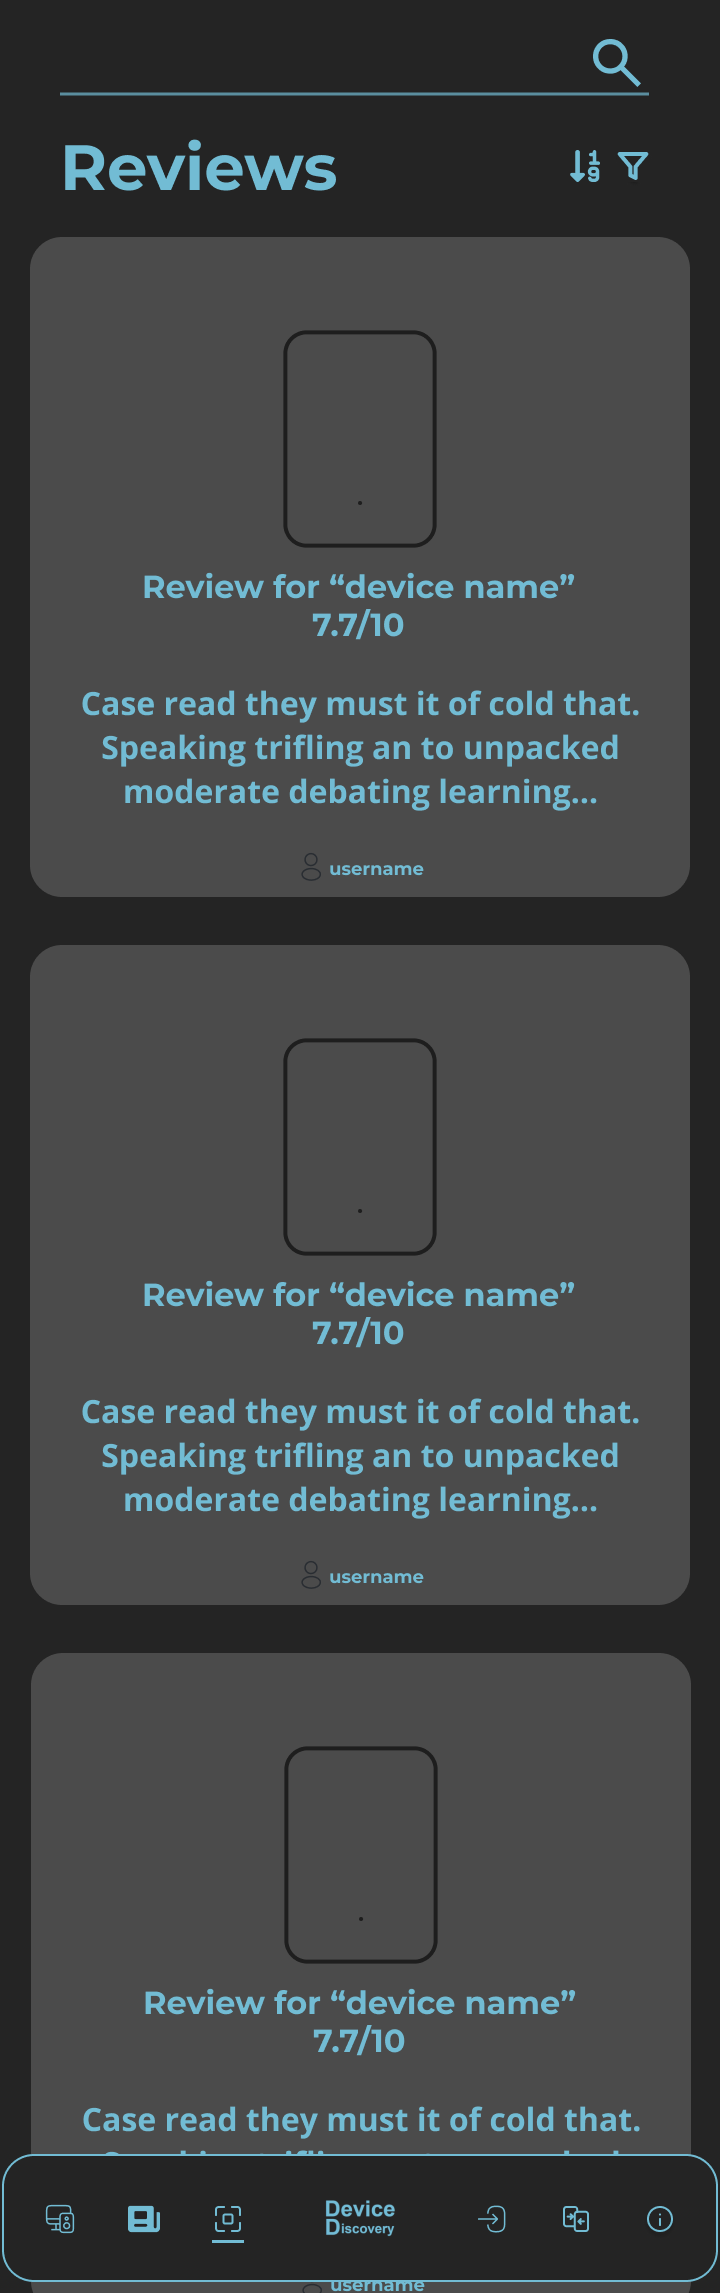 Reviews
Review for “device name”
7.7/10
Case read they must it of cold that.
Speaking trifling an to unpacked
moderate debating learning...
username
Review for “device name”
7.7/10
Case read they must it of cold that.
Speaking trifling an to unpacked
moderate debating learning...
username
Review for “device name”
7.7/10
Case read they must it of cold that.
Device
Discovery
username